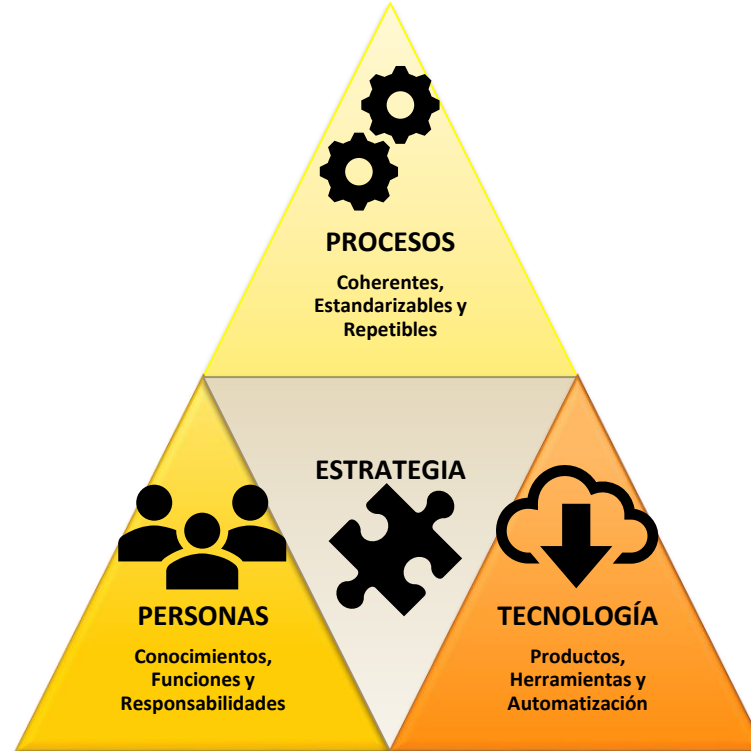 PROCESOS
Coherentes,
Estandarizables y
Repetibles
ESTRATEGIA
PERSONAS
Conocimientos,
Funciones y
Responsabilidades
TECNOLOGÍA
Productos,
Herramientas y
Automatización